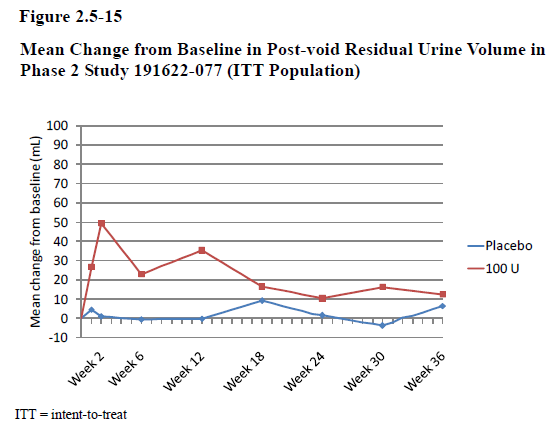 Figure 2.5-15
Mean Change from Baseline in Post-void Residual Urine Volume in
Phase 2 Study 191622-077 (ITT Population)
Mean change from baseline (mL)
100
90
80
70
60
50
40
30
20
10
0
-10
Placebo
100 U
Week 2
Week 6
Week 12
Week 18
Week 24
Week 30
Week 36
ITT = intent-to-treat